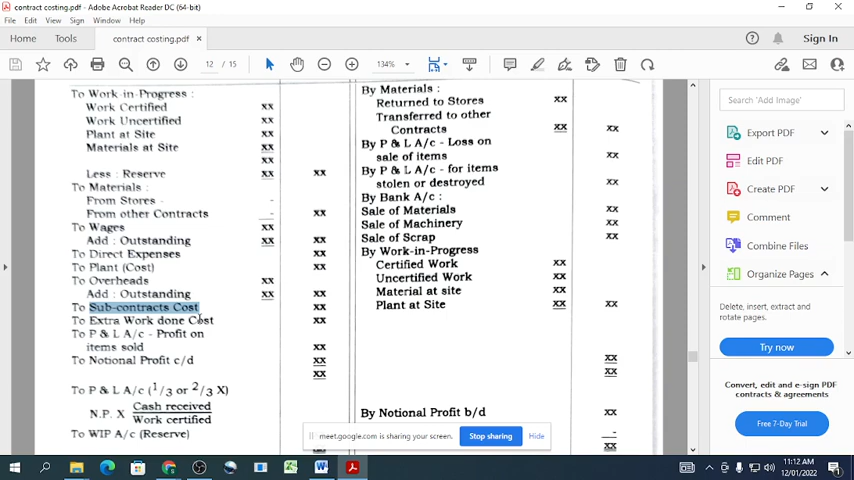 contract costing.pdf - Adobe Acrobat Reader DC (64-bit)
File Edit View Sign Window Help
Home Tools contract costing.pdf × Sign In
12 / 15 134%
To Work-in-Progress :
Work Certified xx
Work Uncertified xx
Plant at Site xx
Materials at Site xx
xx
Less : Reserve xx xx
To Materials :
From Stores -
From other Contracts - xx
To Wages xx
Add : Outstanding xx xx
To Direct Expenses xx
To Plant (Cost) xx
To Overheads xx
Add : Outstanding xx xx
To Sub-contracts Cost xx
To Extra Work done Cost xx
To P & L A/c - Profit on
items sold xx
To Notional Profit c/d xx
xx
To P & L A/c (1/3 or 2/3 X)
N.P. X Cash received
Work certified
To WIP A/c (Reserve)
By Materials :
Returned to Stores xx
Transferred to other
Contracts xx xx
By P & L A/c - Loss on
sale of items xx
By P & L A/c - for items
stolen or destroyed xx
By Bank A/c :
Sale of Materials xx
Sale of Machinery xx
Sale of Scrap xx
By Work-in-Progress
Certified Work xx
Uncertified Work xx
Material at site xx
Plant at Site xx xx
xx
xx
By Notional Profit b/d xx
-
xx
Search 'Add Image'
Export PDF
Edit PDF
Create PDF
Comment
Combine Files
Organize Pages
Delete, insert, extract and
rotate pages.
Try now
Convert, edit and e-sign PDF
contracts & agreements
Free 7-Day Trial
meet.google.com is sharing your screen. Stop sharing Hide
11:12 AM
12/01/2022